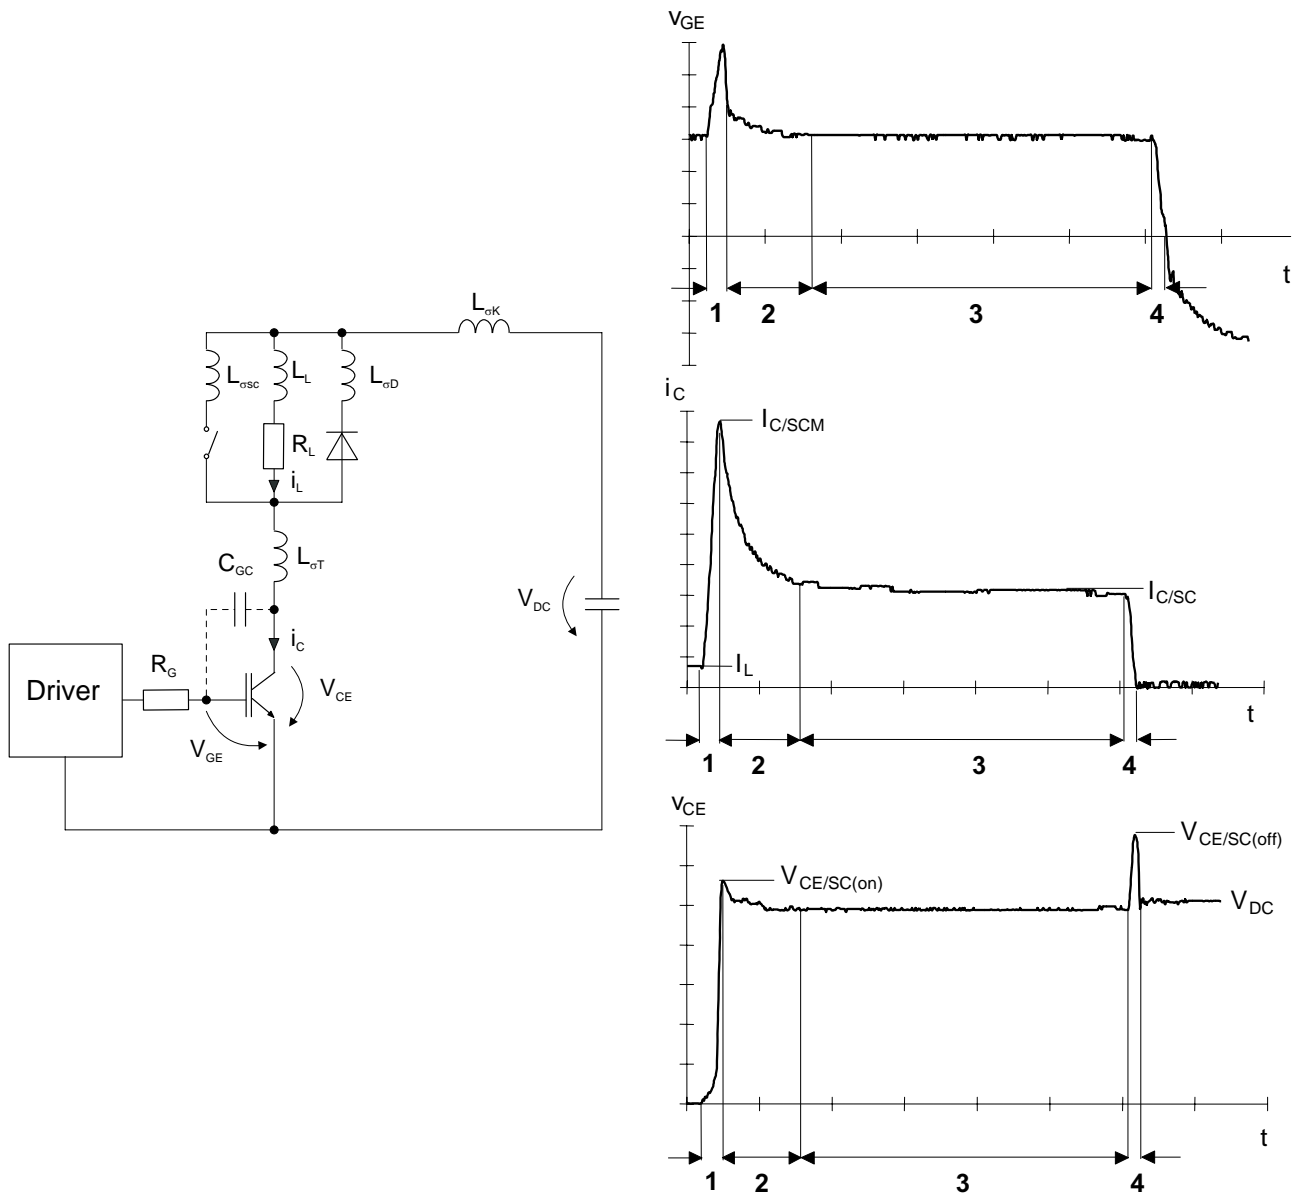 LσK
Lσsc
LL
LσD
RL
iL
LσT
CGC
VDC
iC
RG
Driver
VCE
VGE
vGE
t
1 2 3 4
iC
IC/SCM
IC/SC
IL
t
1 2 3 4
vCE
VCE/SC(off)
VCE/SC(on)
VDC
t
1 2 3 4